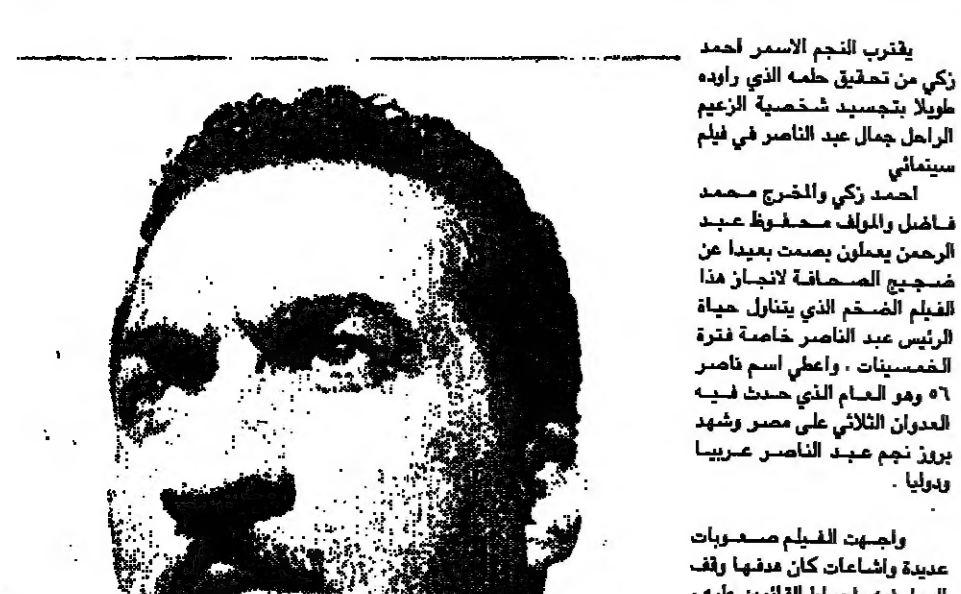 يقترب النجم الاسمر احمد
زكي من تحقيق حلمه الذي راوده
طويلا بتجسيد شخصية الزعيم
الراحل جمال عبد الناصر في فيلم
سينمائي
احمد زكي والمخرج محمد
فاضل والمولف محفوظ عبد
الرحمن يعملون بصمت بعيدا عن
ضجيج الصحافة لانجاز هذا
الفيلم الضخم الذي يتناول حياة
الرئيس عبد الناصر خاصة فترة
الخمسينات ، واعطي اسم ناصر
٥٦ وهو العام الذي حدث فيه
العدوان الثلاثي على مصر وشهد
بروز نجم عبد الناصر عربيا
ودوليا .
واجهت الفيلم صعوبات
عديدة واشاعات كان هدفها وقف
القائمين عليه